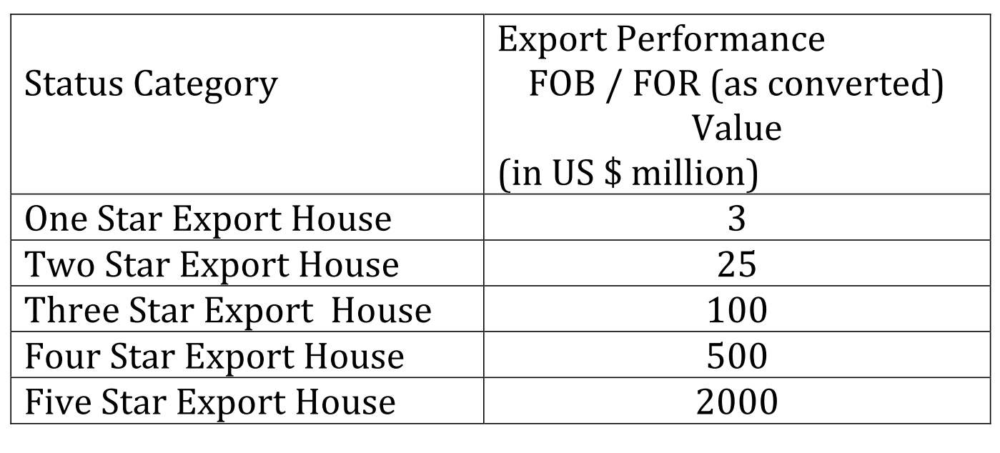 Status Category
Export Performance
FOB / FOR (as converted)
Value
(in US $ million)
One Star Export House 3
Two Star Export House 25
Three Star Export  House 100
Four Star Export House 500
Five Star Export House 2000